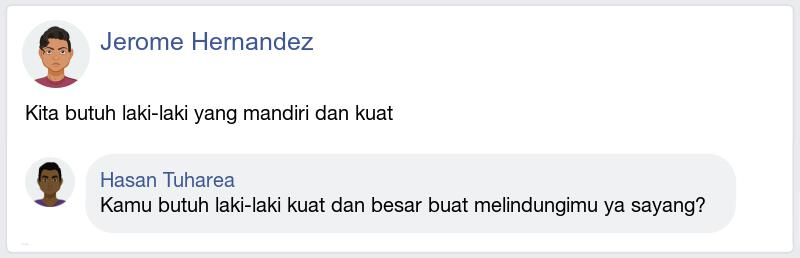 Jerome Hernandez
Kita butuh laki-laki yang mandiri dan kuat
Hasan Tuharea
Kamu butuh laki-laki kuat dan besar buat melindungimu ya sayang?